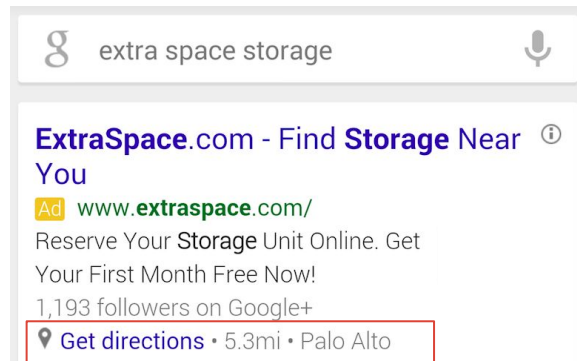 g extra space storage
ExtraSpace.com - Find Storage Near
You
Ad www.extraspace.com/
Reserve Your Storage Unit Online. Get
Your First Month Free Now!
1,193 followers on Google+
Get directions • 5.3mi • Palo Alto